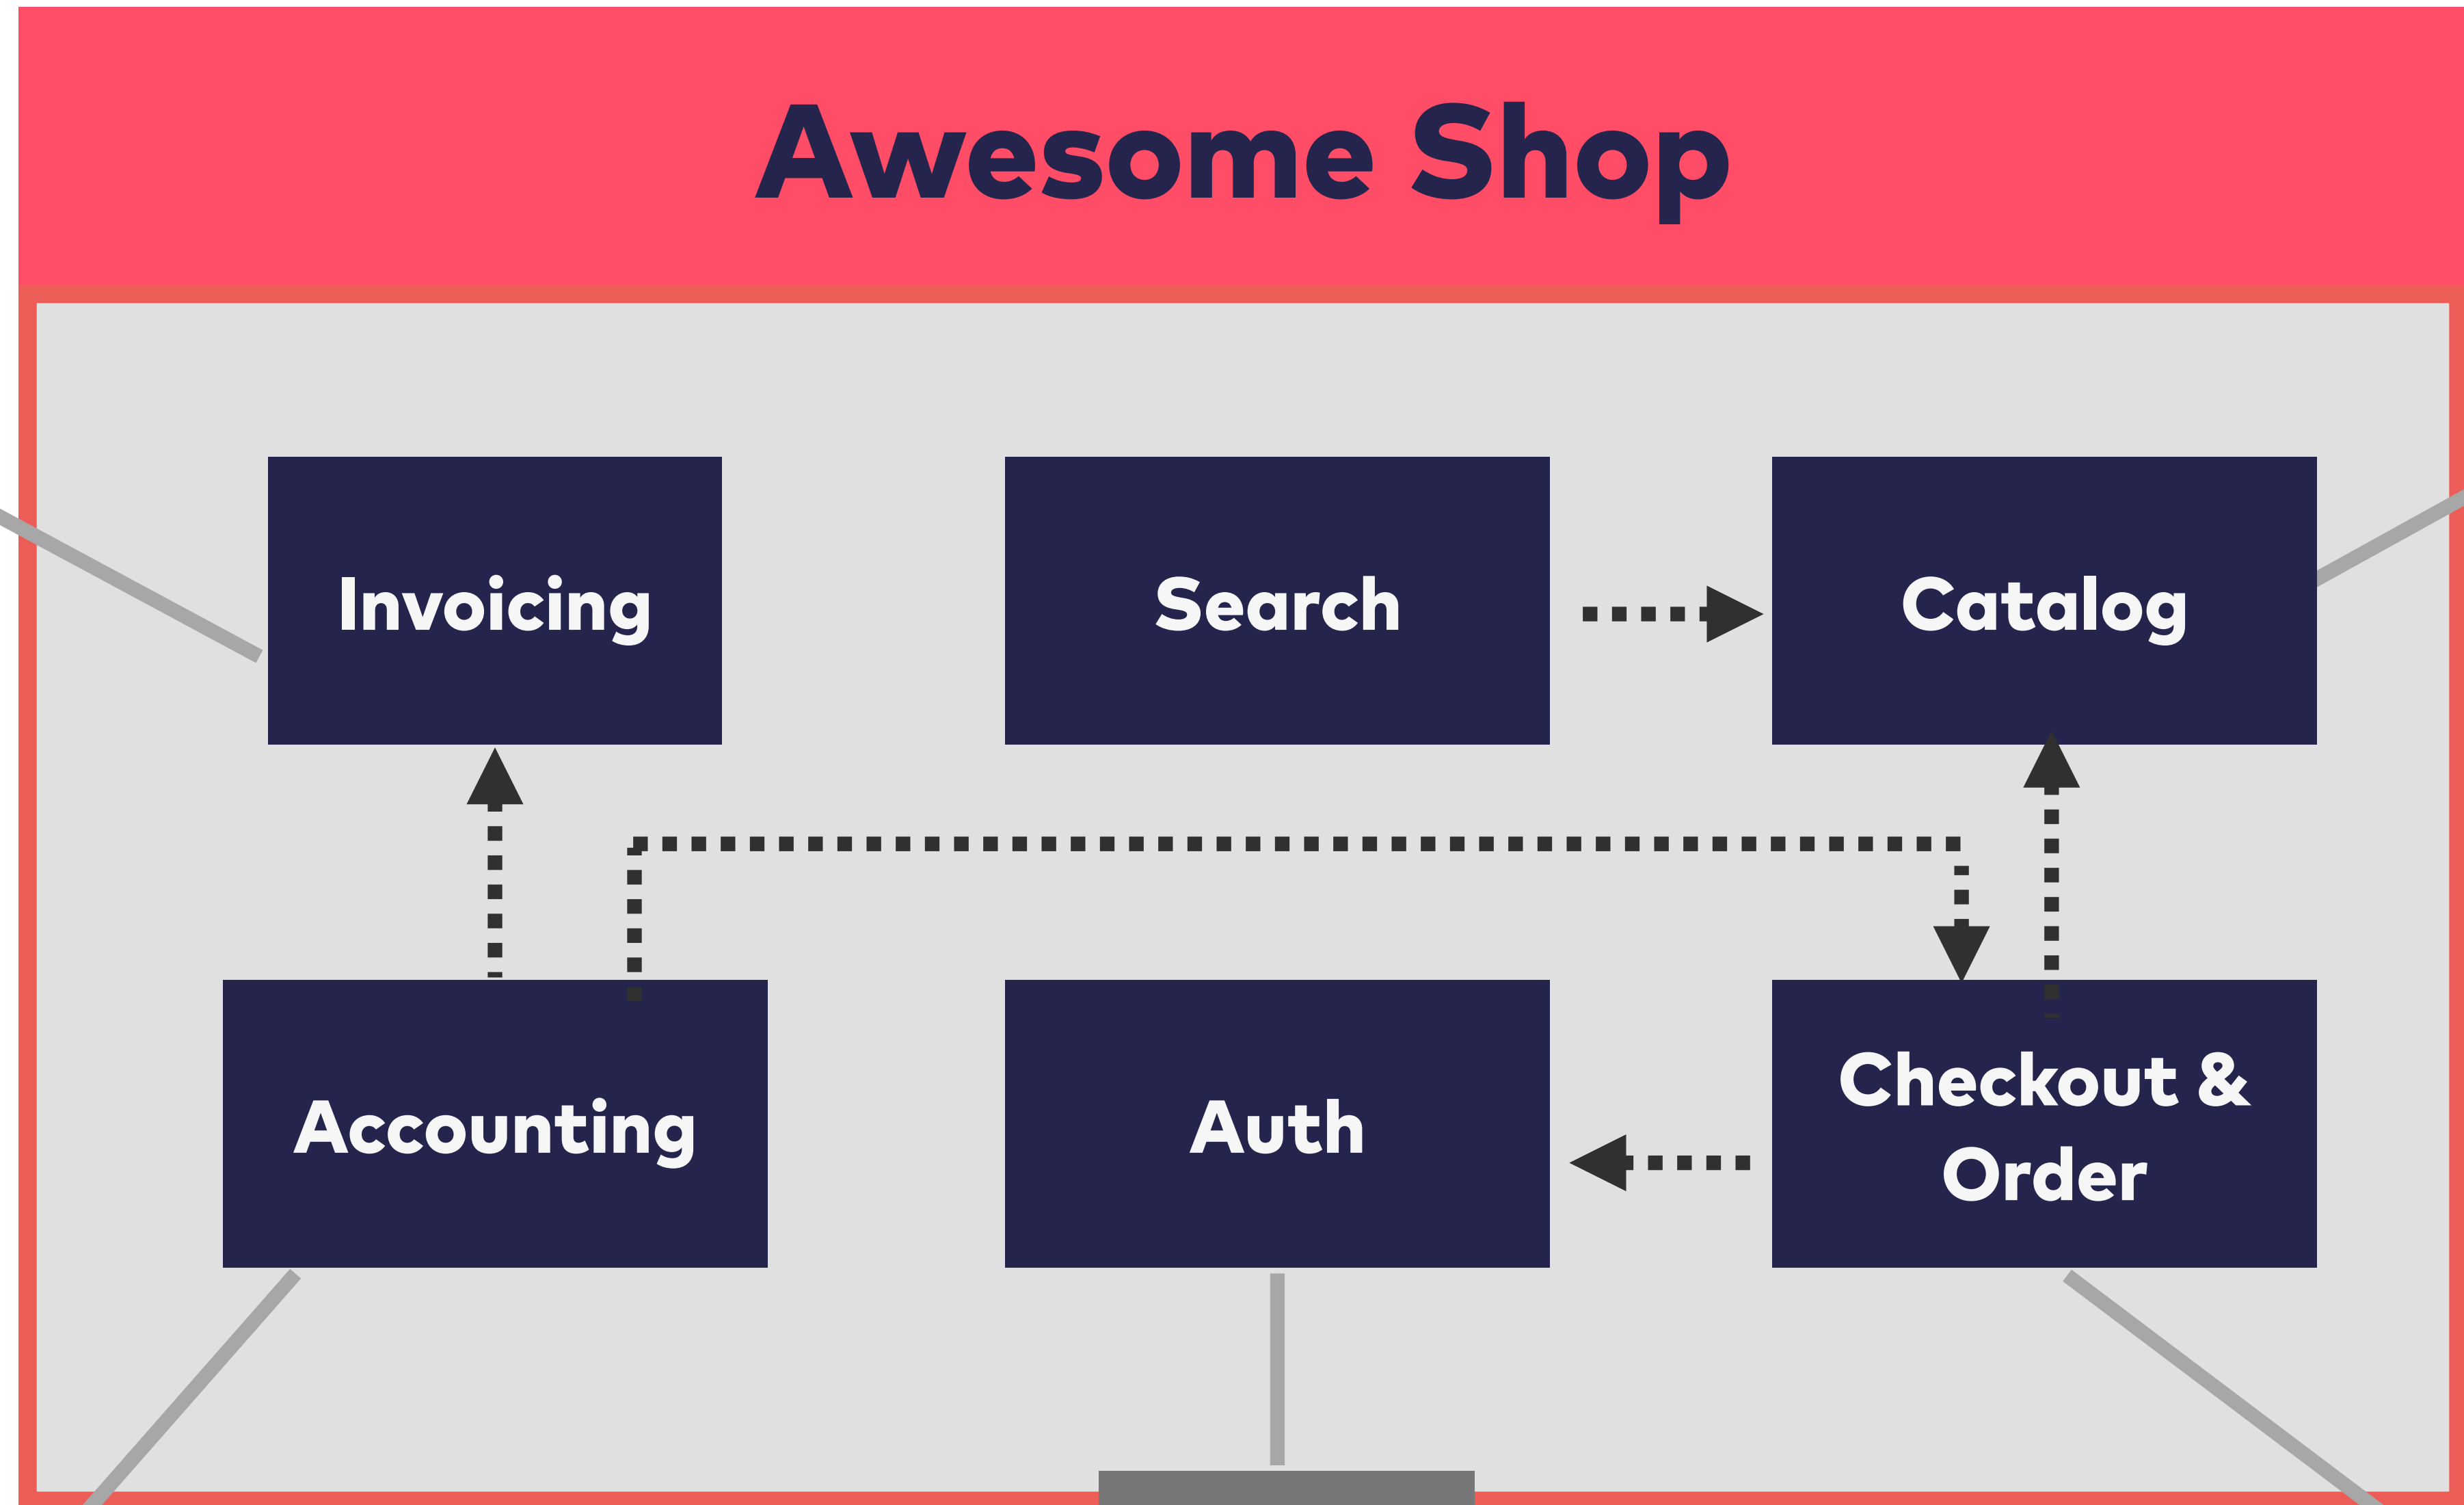 Awesome Shop
Invoicing
Search
Catalog
Accounting
Auth
Checkout &
Order